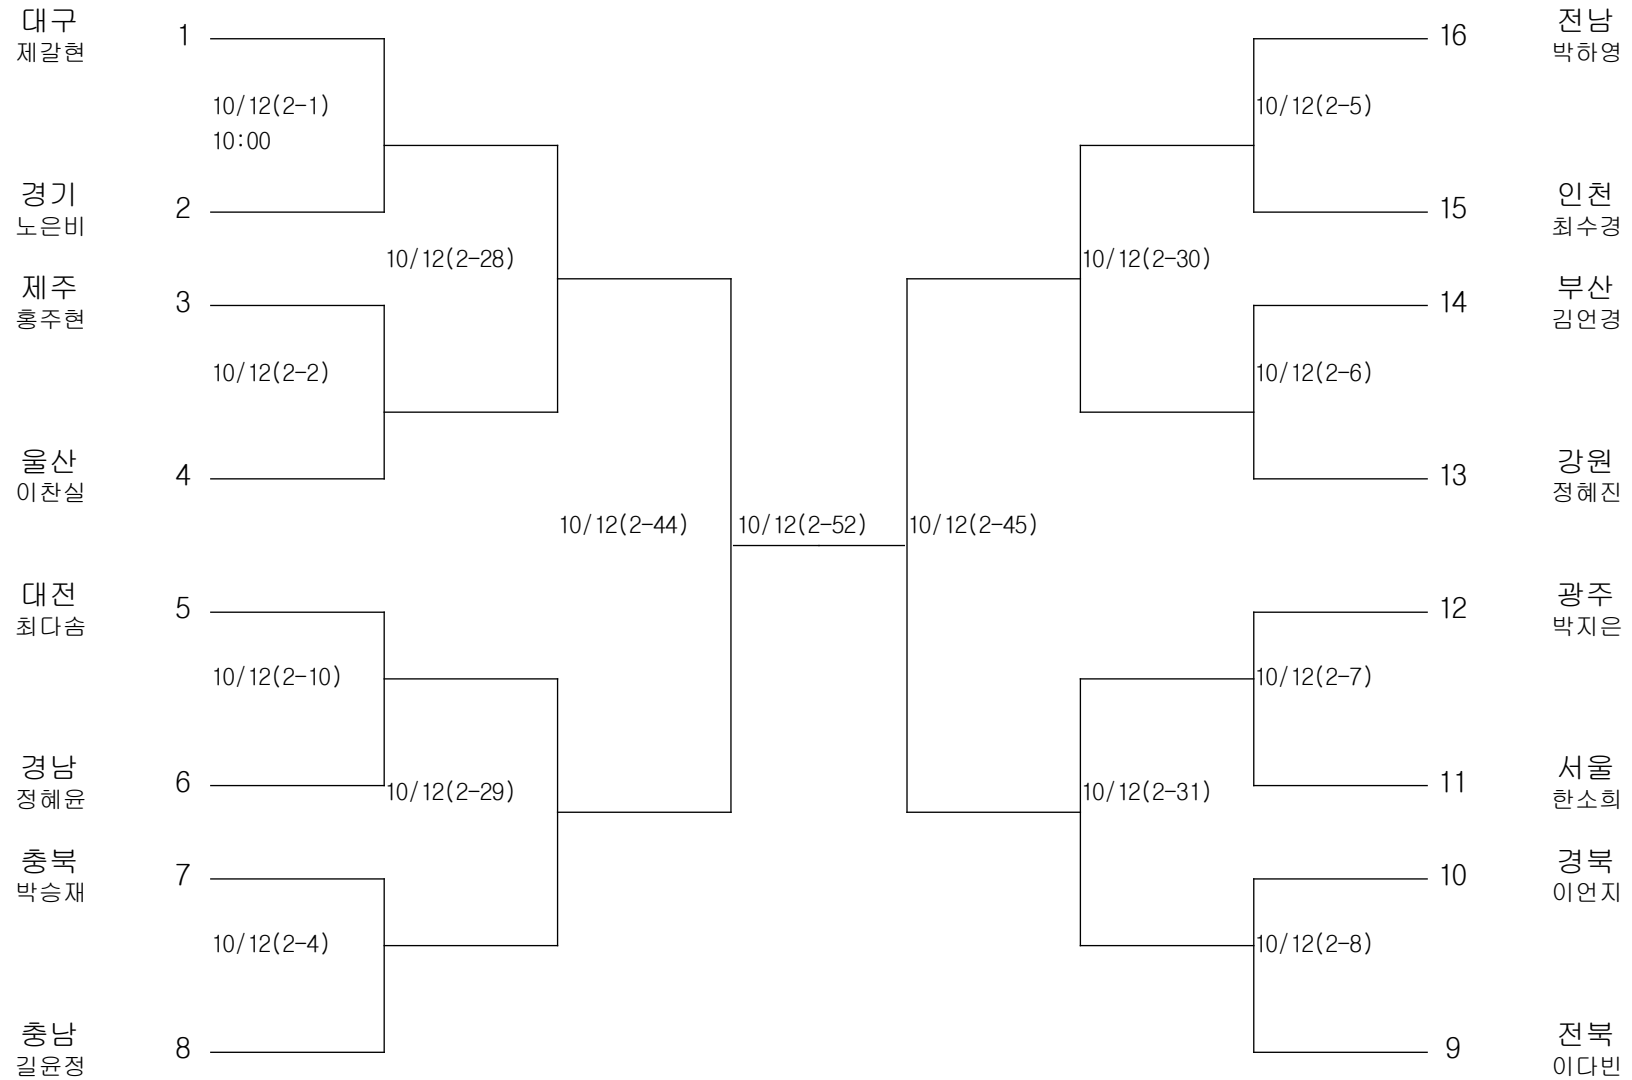 대구
제갈현
1
10/12(2-1)
10:00
경기
노은비
2
10/12(2-28)
제주
홍주현
3
10/12(2-2)
울산
이찬실
4
10/12(2-44)
대전
최다솜
5
10/12(2-10)
경남
정혜윤
6
10/12(2-29)
충북
박승재
7
10/12(2-4)
충남
길윤정
8
10/12(2-52)
16
전남
박하영
10/12(2-5)
15
인천
최수경
10/12(2-30)
14
부산
김언경
10/12(2-6)
13
강원
정혜진
10/12(2-45)
12
광주
박지은
10/12(2-7)
11
서울
한소희
10/12(2-31)
10
경북
이언지
10/12(2-8)
9
전북
이다빈